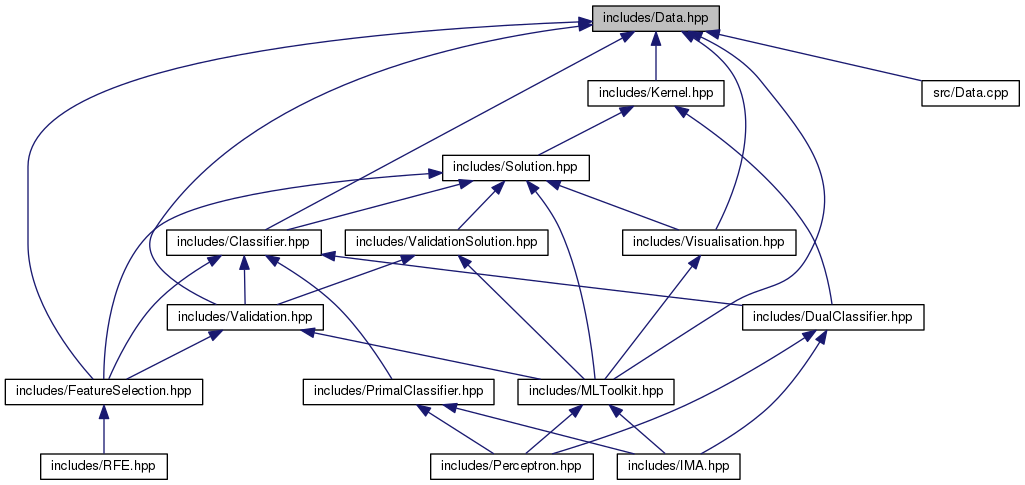 includes/Data.hpp
includes/Kernel.hpp
src/Data.cpp
includes/Solution.hpp
includes/Classifier.hpp
includes/ValidationSolution.hpp
includes/Visualisation.hpp
includes/Validation.hpp
includes/DualClassifier.hpp
includes/FeatureSelection.hpp
includes/PrimalClassifier.hpp
includes/MLToolkit.hpp
includes/RFE.hpp
includes/Perceptron.hpp
includes/IMA.hpp